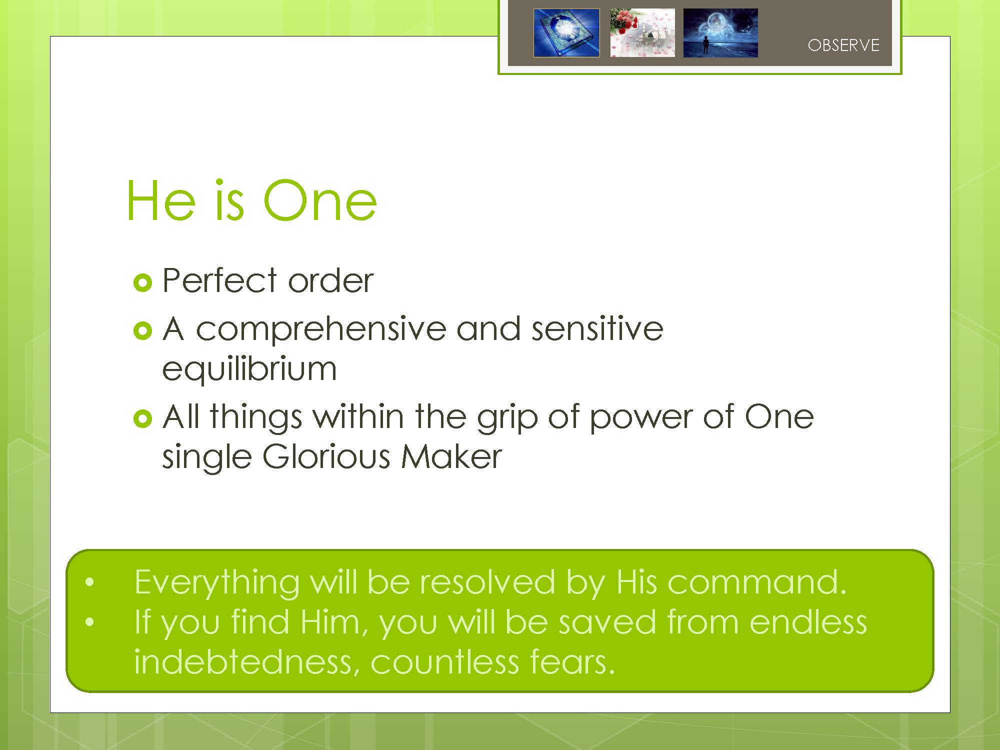 OBSERVE
He is One
Perfect order
A comprehensive and sensitive
equilibrium
All things within the grip of power of One
single Glorious Maker
• Everything will be resolved by His command.
• If you find Him, you will be saved from endless
indebtedness, countless fears.